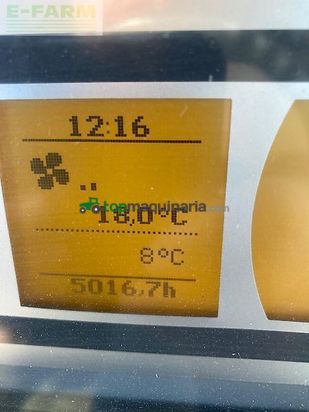 E-FARM
12:16
topmaquinaria.com
18,0°C
8°C
5016,7h